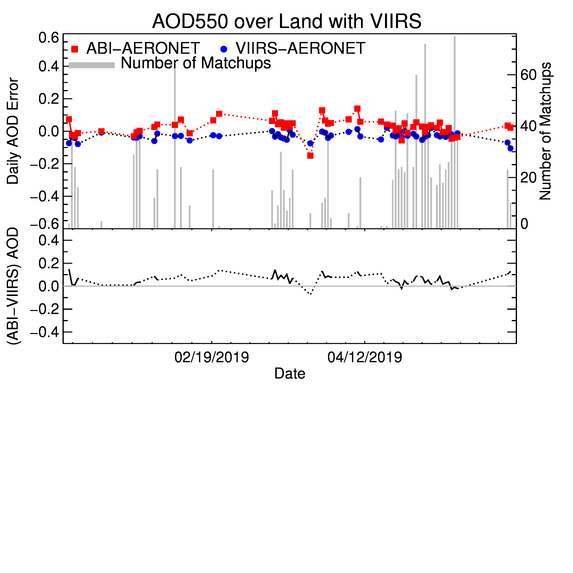 AOD550 over Land with VIIRS
ABI−AERONET VIIRS−AERONET
Number of Matchups
Daily AOD Error
0.6
0.4
0.2
0.0
−0.2
−0.4
−0.6
60
40
20
0
Number of Matchups
(ABI−VIIRS) AOD
0.4
0.2
0.0
−0.2
−0.4
02/19/2019 04/12/2019
Date